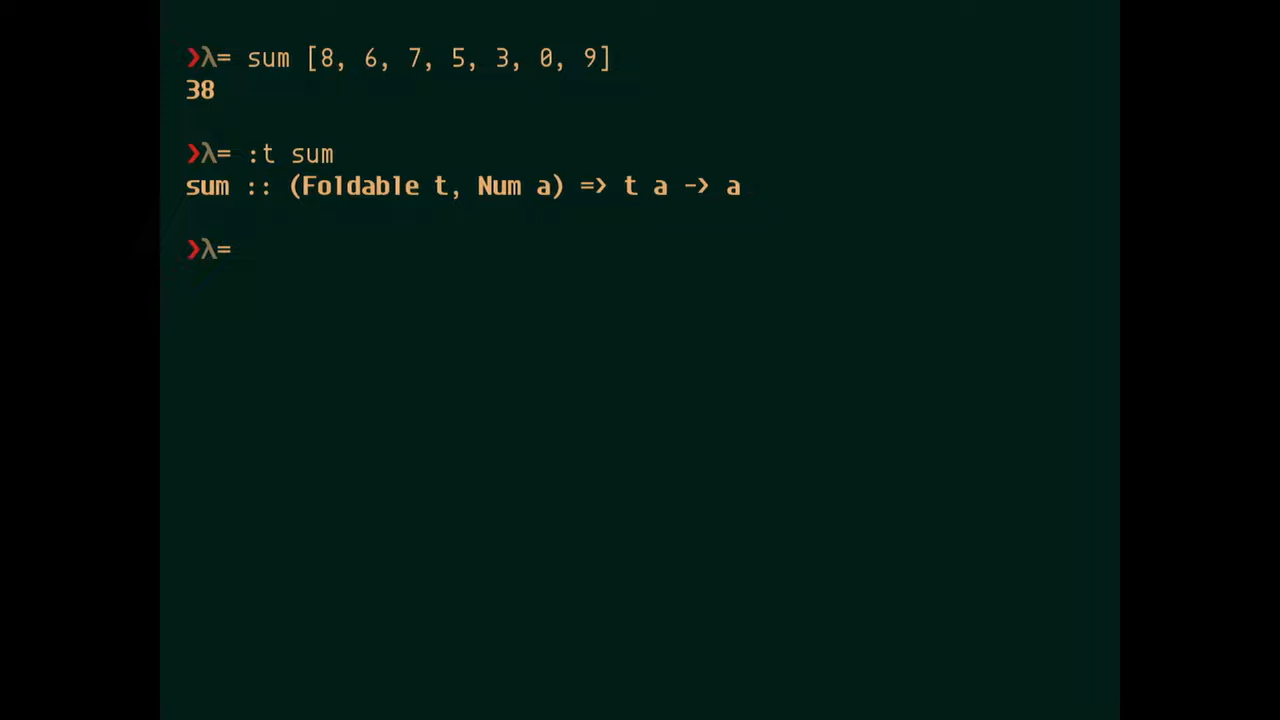 ❯λ= sum [8, 6, 7, 5, 3, 0, 9]
38
❯λ= :t sum
sum :: (Foldable t, Num a) => t a -> a
❯λ=